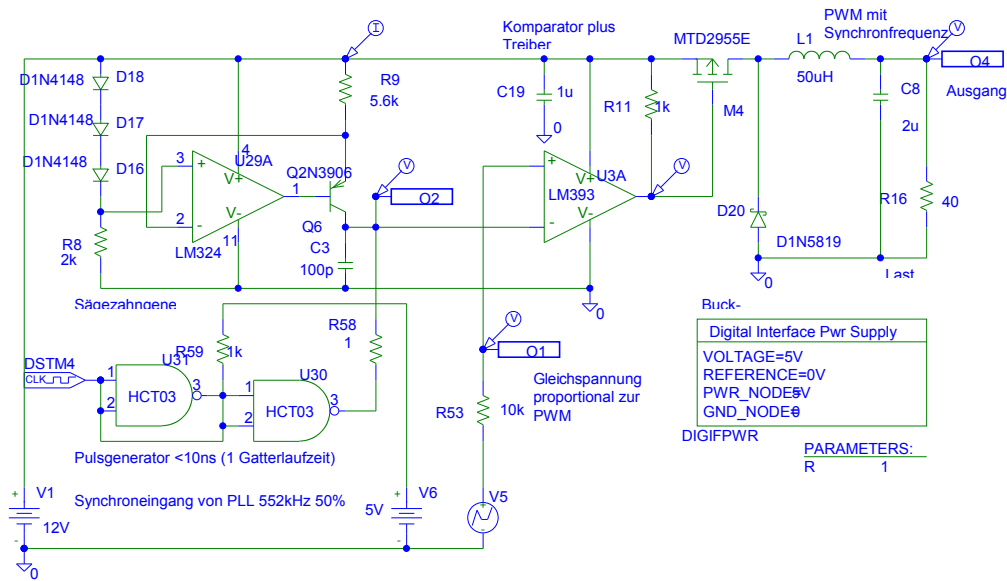 Komparator plus
Treiber
PWM mit
Synchronfrequenz
I
V
MTD2955E
L1
50uH
O4
Ausgang
D1N4148
D18
D1N4148
D17
D1N4148
D16
R9
5.6k
C19
1u
0
R11
1k
M4
C8
2u
3
+
U29A
4
V+
V-
2
-
11
1
LM324
Q2N3906
Q6
V
O2
+
U3A
V+
LM393
V-
-
V
D20
D1N5819
R16
40
R8
2k
C3
100p
0
0
Last
Sägezahngene
Buck-
R59
1k
R58
1
V
O1
Digital Interface Pwr Supply
VOLTAGE=5V
REFERENCE=0V
PWR_NODE=5V
GND_NODE=0
DIGIFPWR
PARAMETERS:
R 1
DSTM4
CLK
U31
1
2
HCT03
3
U30
1
2
HCT03
3
Gleichspannung
proportional zur
PWM
R53
10k
Pulsgenerator <10ns (1 Gatterlaufzeit)
Synchroneingang von PLL 552kHz 50%
V1
+
-
12V
V6
+
-
5V
V5
+
-
0